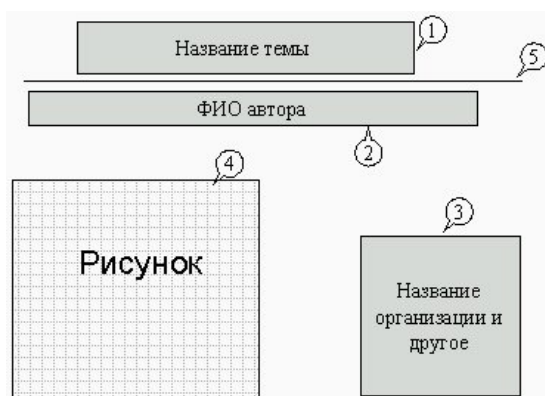 Название темы
1
5
ФИО автора
2
4
3
Рисунок
Название
организации и
другое